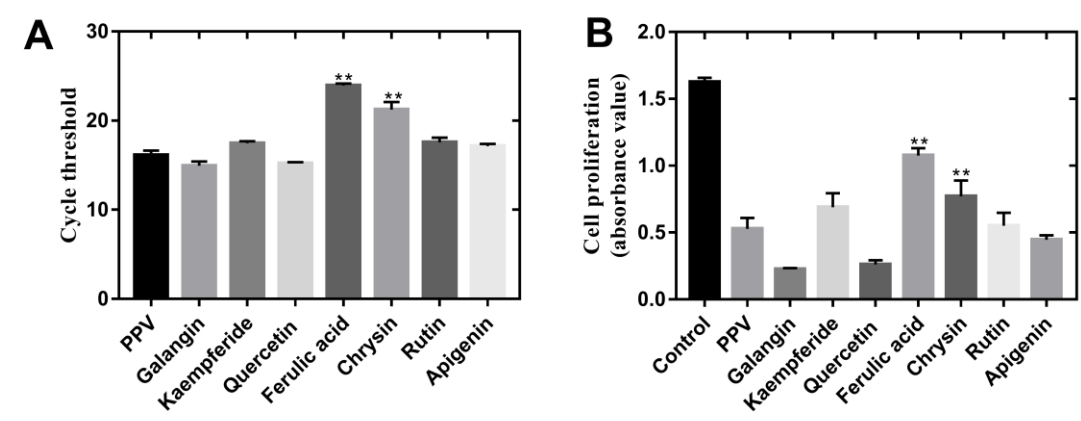 A
Cycle threshold
30
20
10
0
**
**
PPV
Galangin
Kaempferide
Quercetin
Ferulic acid
Chrysin
Rutin
Apigenin
B
Cell proliferation
(absorbance value)
2.0
1.5
1.0
0.5
0.0
**
**
Control
PPV
Galangin
Kaempferide
Quercetin
Ferulic acid
Chrysin
Rutin
Apigenin